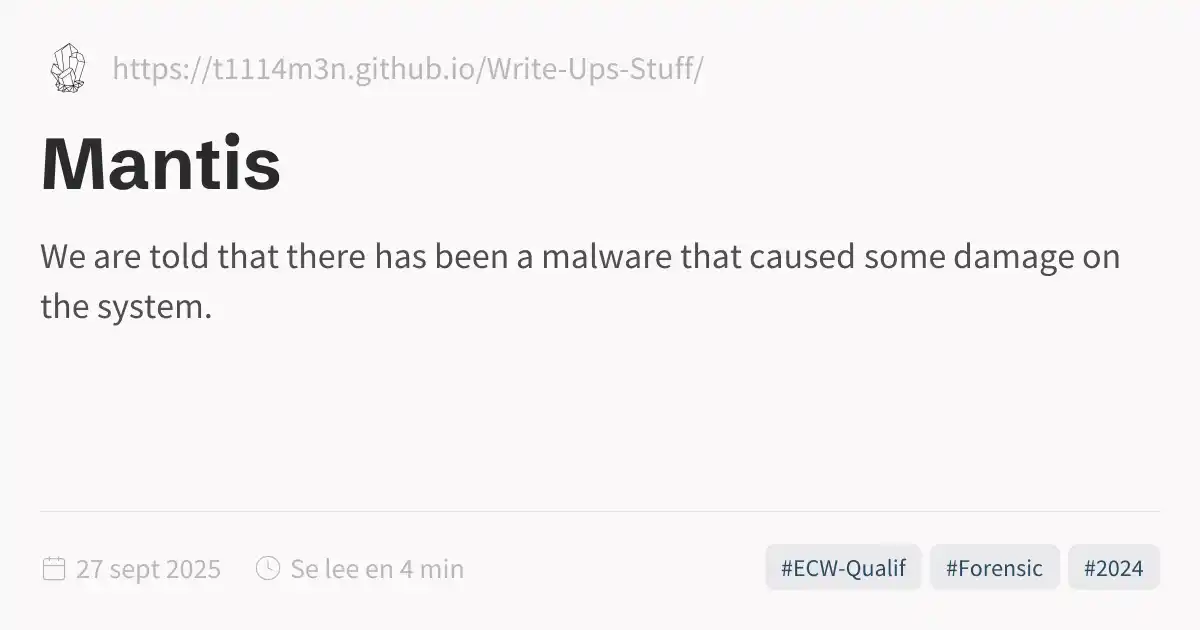 https://t1114m3n.github.io/Write-Ups-Stuff/
Mantis
We are told that there has been a malware that caused some damage on
the system.
27 sept 2025 Se lee en 4 min #ECW-Qualif #Forensic #2024